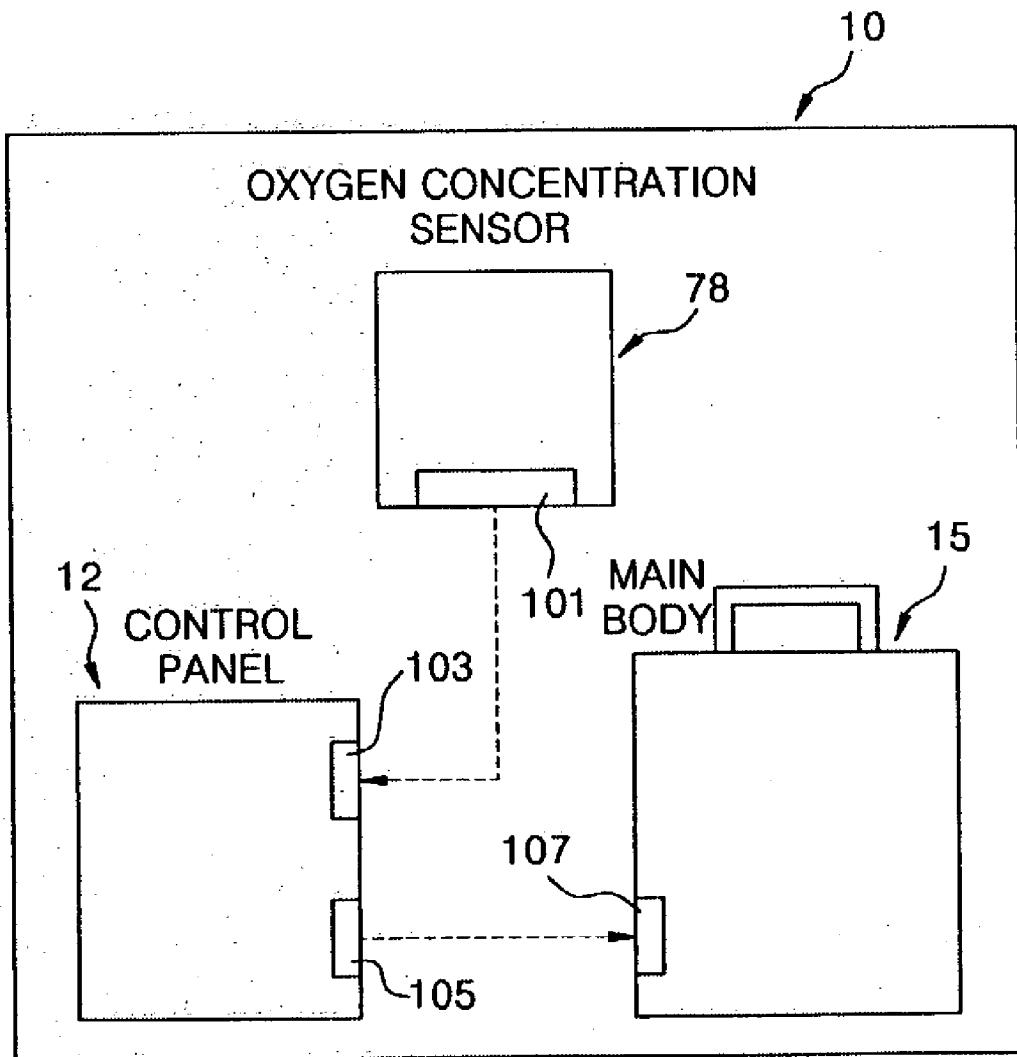 10
OXYGEN CONCENTRATION
SENSOR
78
101
12
CONTROL
PANEL
103
MAIN
BODY
15
107
105